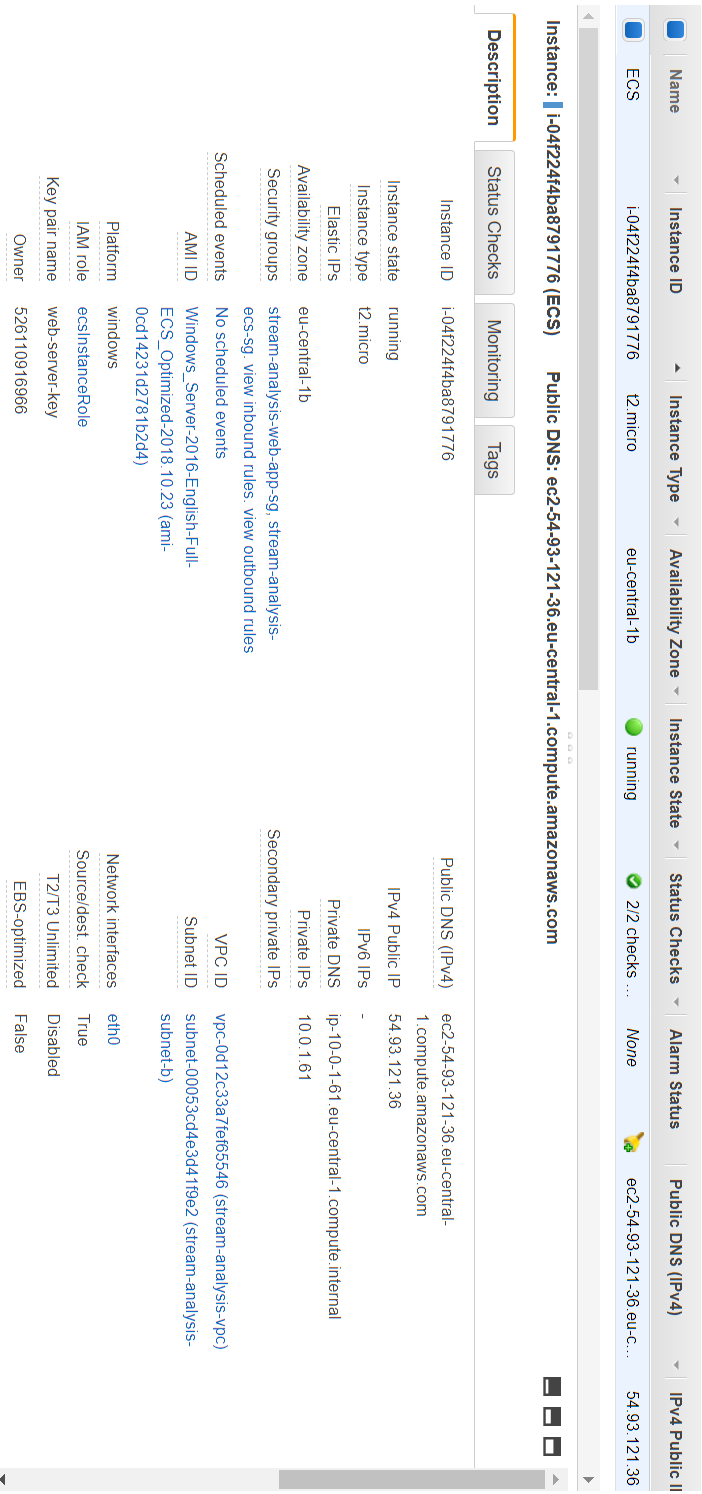 Name Instance ID Instance Type Availability Zone Instance State Status Checks Alarm Status Public DNS (IPv4) IPv4 Public
ECS i-04f224f4ba8791776 t2.micro eu-central-1b running 2/2 checks ... None ec2-54-93-121-36.eu-c... 54.93.121.36
Instance: i-04f224f4ba8791776 (ECS) Public DNS: ec2-54-93-121-36.eu-central-1.compute.amazonaws.com
Description Status Checks Monitoring Tags
Instance ID i-04f224f4ba8791776
Instance state running
Instance type t2.micro
Elastic IPs
Availability zone eu-central-1b
Security groups stream-analysis-web-app-sg, stream-analysis-
ecs-sg. view inbound rules. view outbound rules
Scheduled events No scheduled events
AMI ID Windows_Server-2016-English-Full-
ECS_Optimized-2018.10.23 (ami-
0cd14231d2781b2d4)
Platform windows
IAM role ecsInstanceRole
Key pair name web-server-key
Owner 526110916966
Public DNS (IPv4) ec2-54-93-121-36.eu-central-
1.compute.amazonaws.com
IPv4 Public IP 54.93.121.36
IPv6 IPs -
Private DNS ip-10-0-1-61.eu-central-1.compute.internal
Private IPs 10.0.1.61
Secondary private IPs
VPC ID vpc-0d12c33a7fef65546 (stream-analysis-vpc)
Subnet ID subnet-00053cd4e3d41f9e2 (stream-analysis-
subnet-b)
Network interfaces eth0
Source/dest. check True
T2/T3 Unlimited Disabled
EBS-optimized False